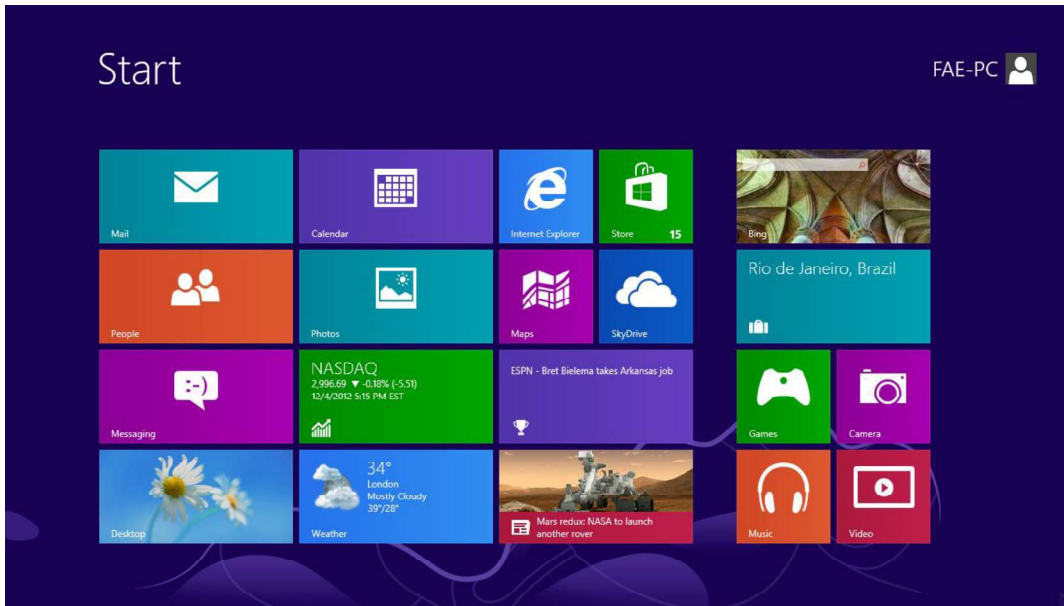 Start
FAE-PC
Mail
Calendar
Internet Explorer
Store 15
Bing
People
Photos
Maps
SkyDrive
Rio de Janeiro, Brazil
Messaging
:-)
NASDAQ
2,996.69 ▼ -0.18% (-5.51)
12/4/2012 5:15 PM EST
ESPN - Bret Bielema takes Arkansas job
Games
Camera
Desktop
34°
London
Mostly Cloudy
39°/28°
Weather
Mars redux: NASA to launch
another rover
Music
Video